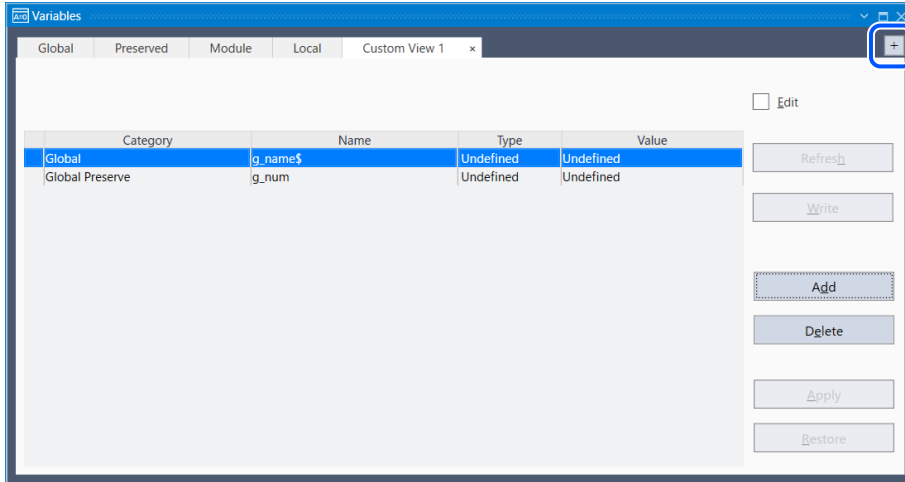 A=0 Variables
Global Preserved Module Local Custom View 1 × +
Edit
Category Name Type Value
Global g_name$ Undefined Undefined
Global Preserve g_num Undefined Undefined
Refresh
Write
Add
Delete
Apply
Restore